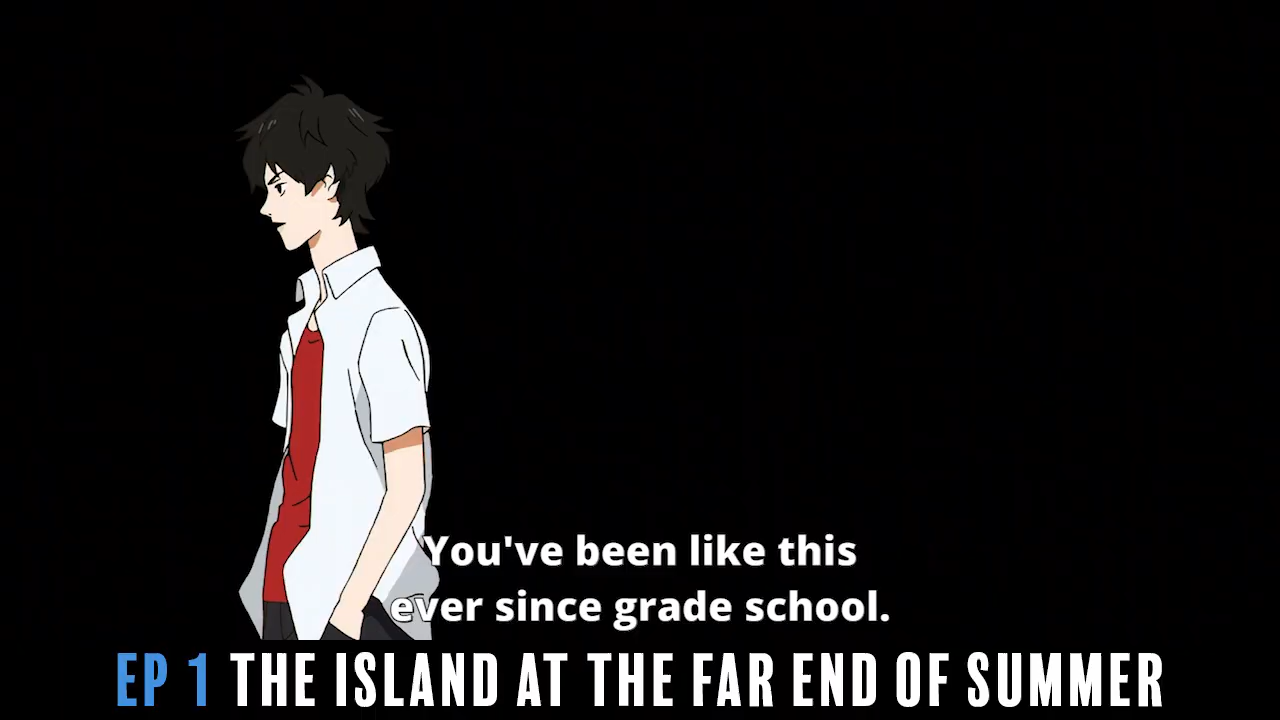 You've been like this
ever since grade school.
EP 1 THE ISLAND AT THE FAR END OF SUMMER